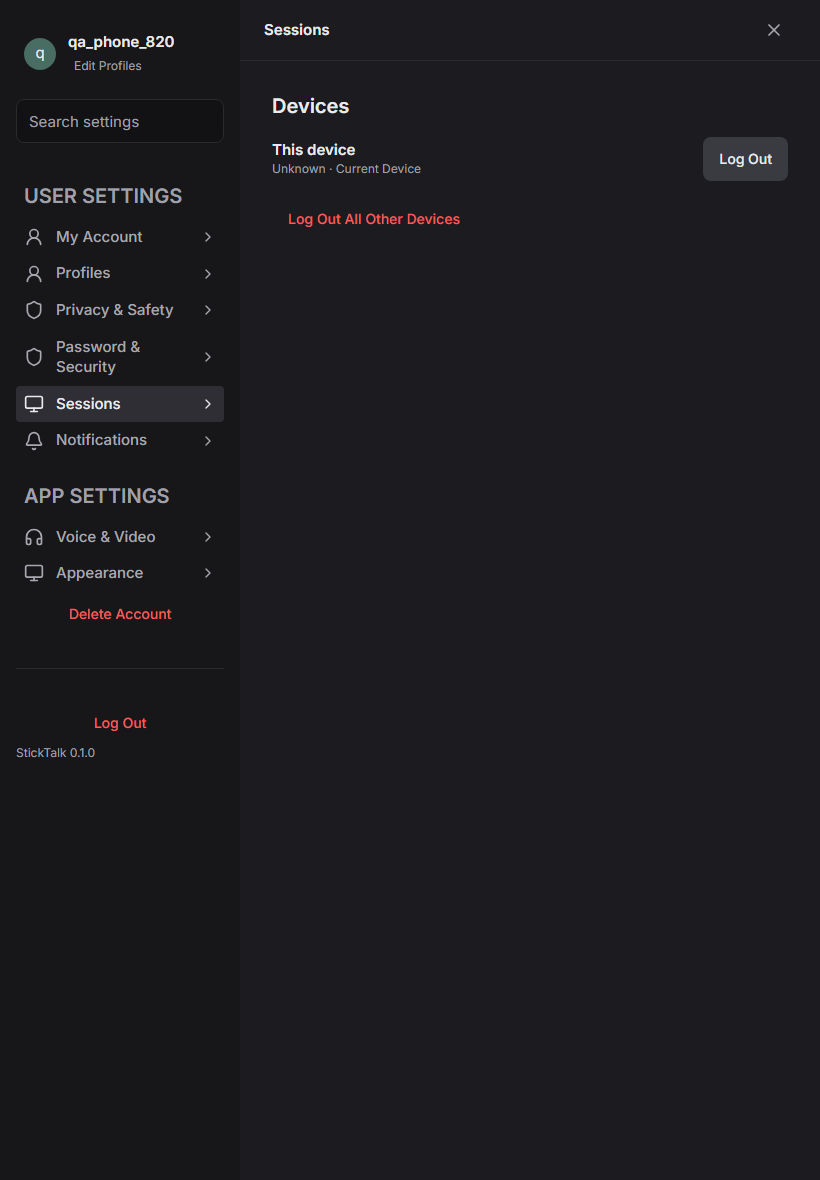 q
qa_phone_820
Edit Profiles
Search settings
USER SETTINGS
My Account
Profiles
Privacy & Safety
Password &
Security
Sessions
Notifications
APP SETTINGS
Voice & Video
Appearance
Delete Account
Log Out
StickTalk 0.1.0
Sessions
Devices
This device
Unknown · Current Device
Log Out
Log Out All Other Devices